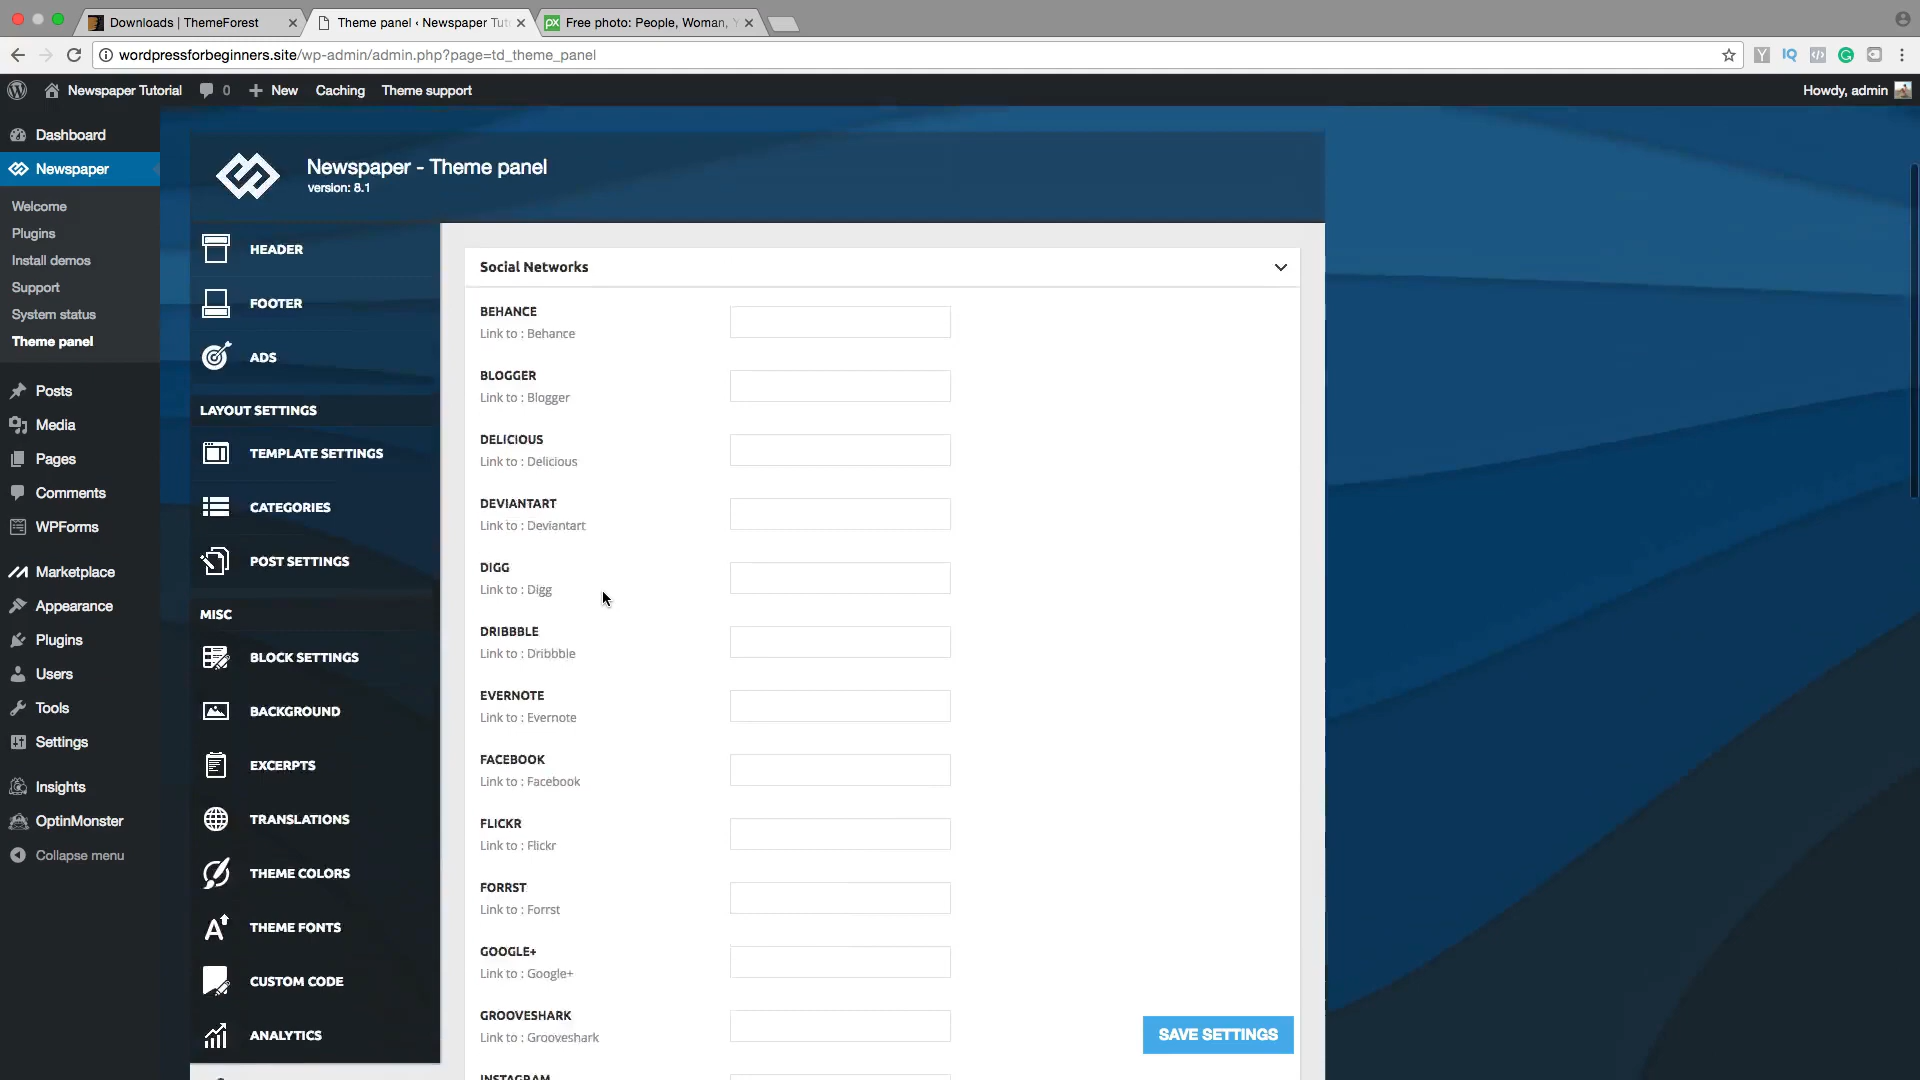 Downloads | ThemeForest
Theme panel ‹ Newspaper Tut
Free photo: People, Woman, Y
wordpressforbeginners.site/wp-admin/admin.php?page=td_theme_panel
Newspaper Tutorial
0
New
Caching
Theme support
Howdy, admin
Dashboard
Newspaper
Welcome
Plugins
Install demos
Support
System status
Theme panel
Posts
Media
Pages
Comments
WPForms
Marketplace
Appearance
Plugins
Users
Tools
Settings
Insights
OptinMonster
Collapse menu
Newspaper - Theme panel
version: 8.1
HEADER
FOOTER
ADS
LAYOUT SETTINGS
TEMPLATE SETTINGS
CATEGORIES
POST SETTINGS
MISC
BLOCK SETTINGS
BACKGROUND
EXCERPTS
TRANSLATIONS
THEME COLORS
THEME FONTS
CUSTOM CODE
ANALYTICS
Social Networks
BEHANCE
Link to : Behance
BLOGGER
Link to : Blogger
DELICIOUS
Link to : Delicious
DEVIANTART
Link to : Deviantart
DIGG
Link to : Digg
DRIBBBLE
Link to : Dribbble
EVERNOTE
Link to : Evernote
FACEBOOK
Link to : Facebook
FLICKR
Link to : Flickr
FORRST
Link to : Forrst
GOOGLE+
Link to : Google+
GROOVESHARK
Link to : Grooveshark
INSTAGRAM
SAVE SETTINGS